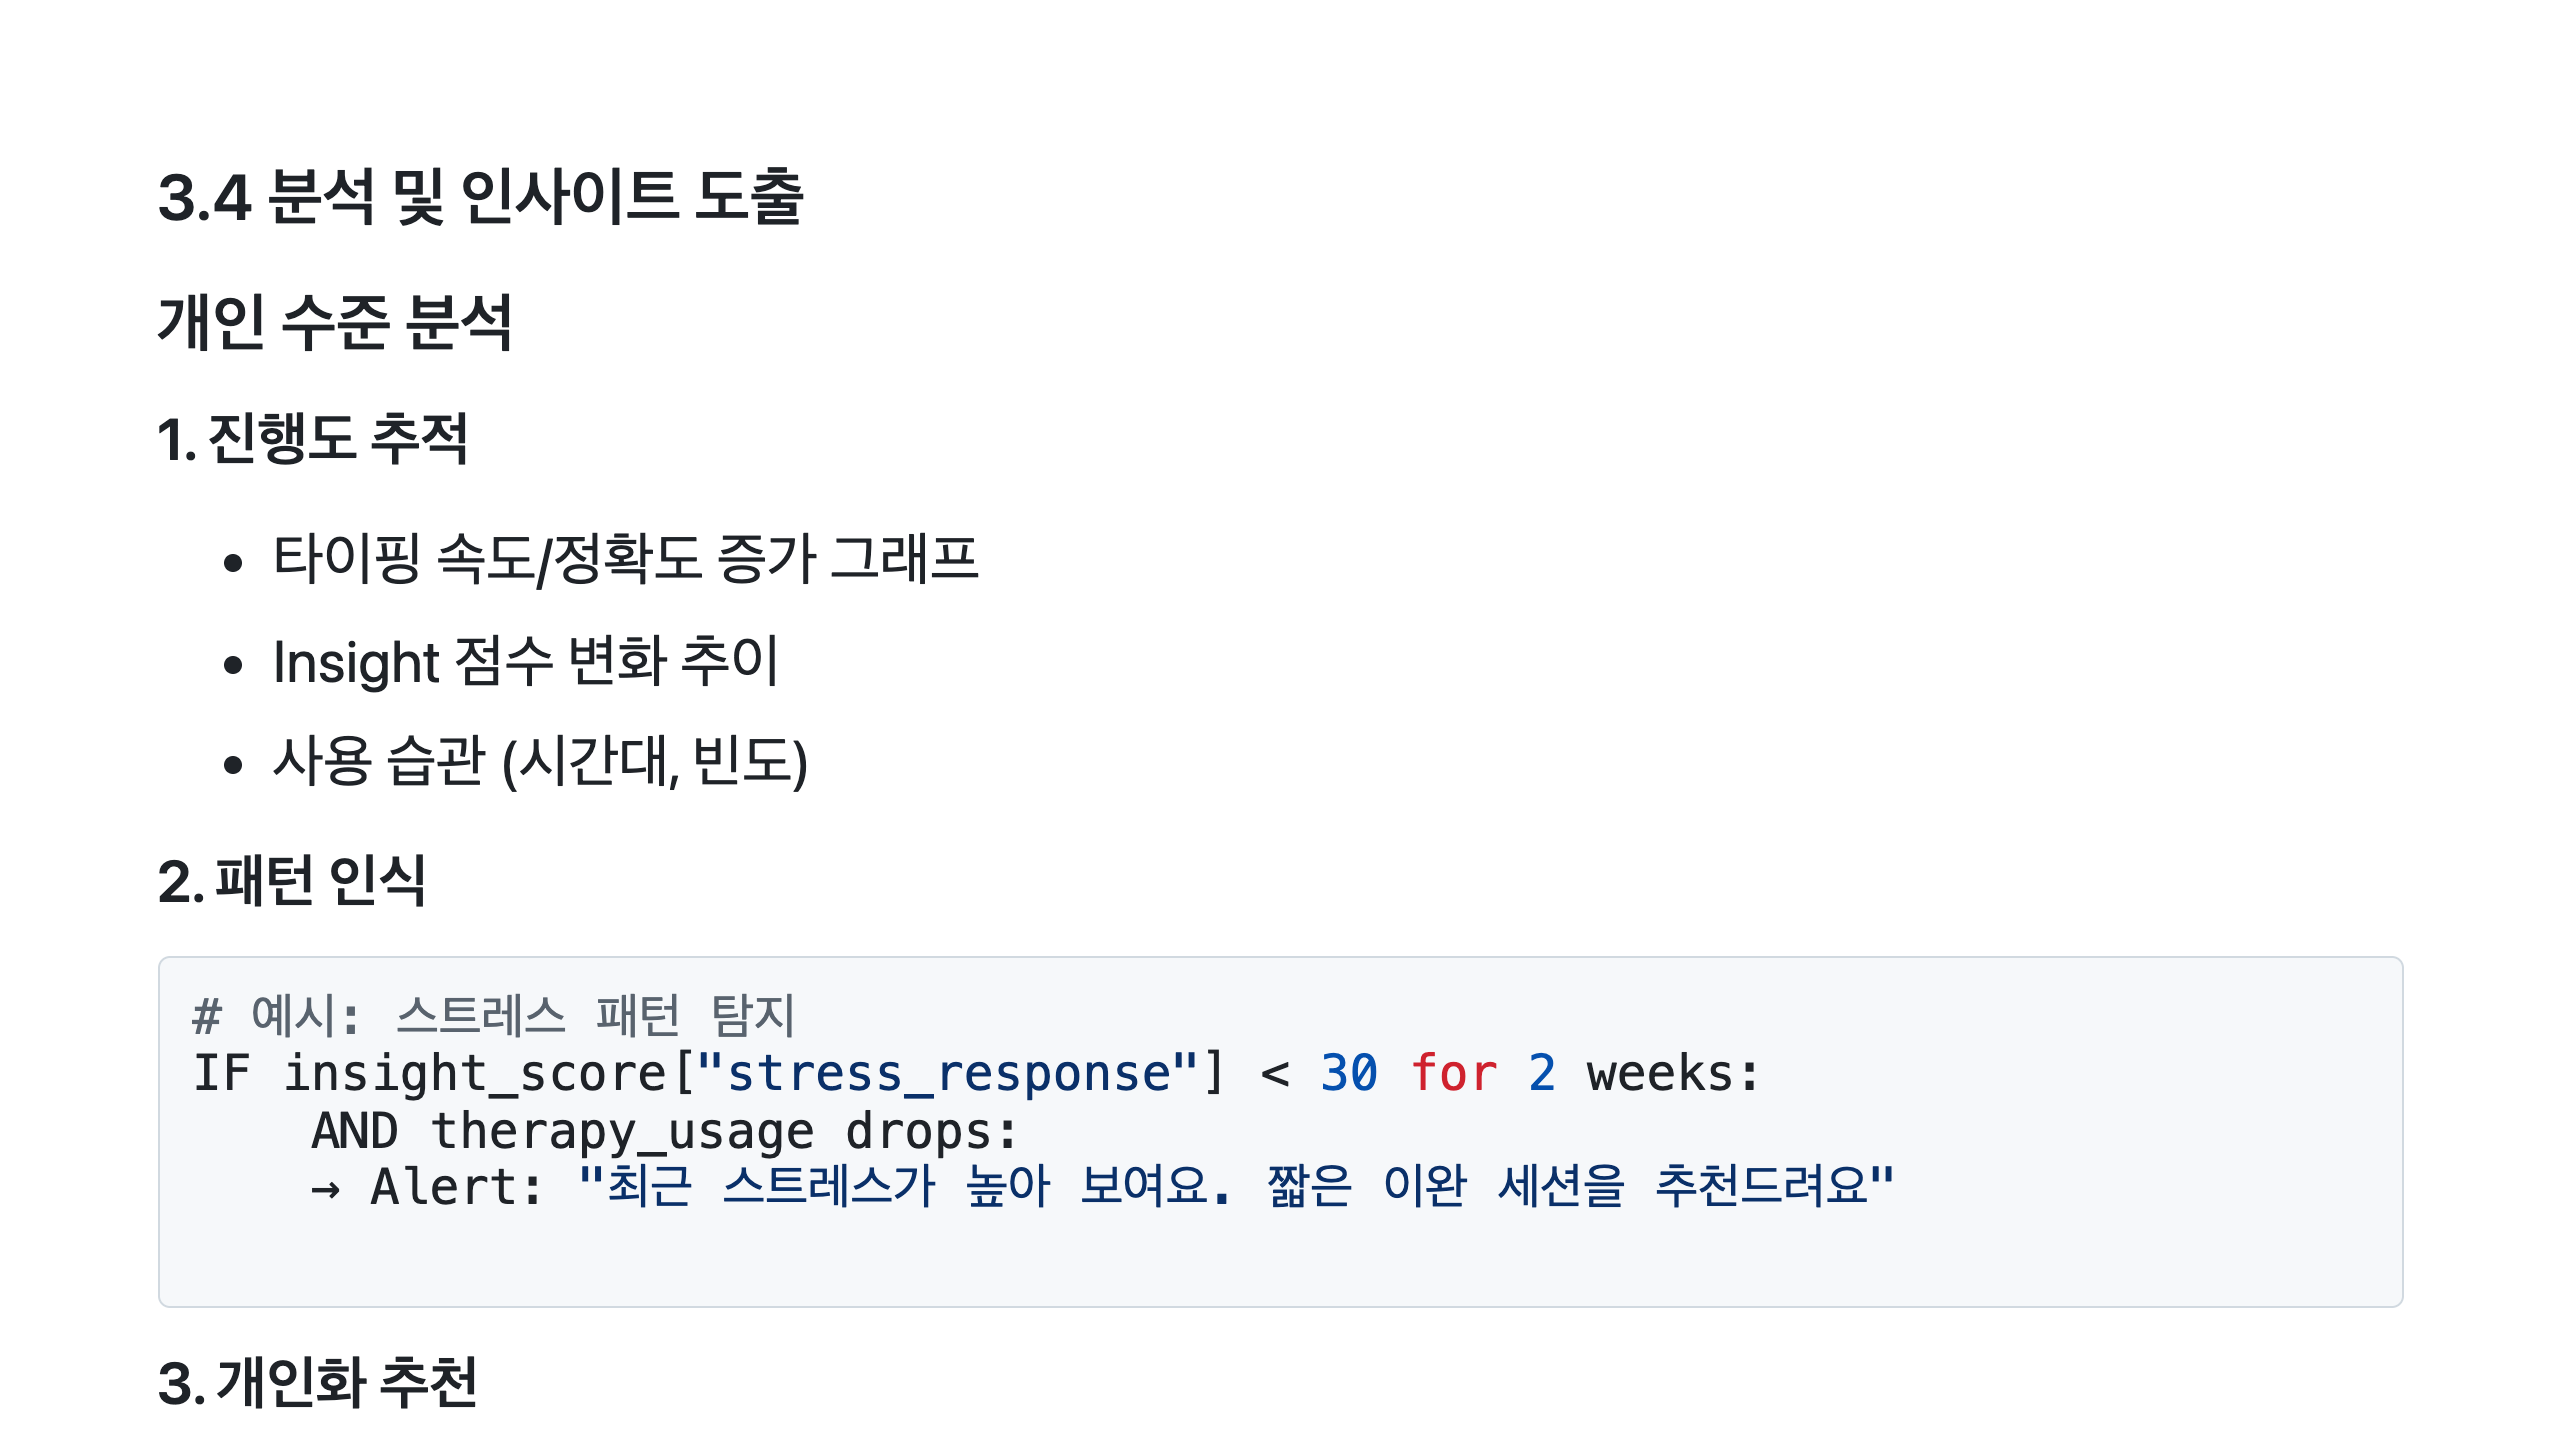 3.4 분석 및 인사이트 도출
개인 수준 분석
1. 진행도 추적
• 타이핑 속도/정확도 증가 그래프
• Insight 점수 변화 추이
• 사용 습관 (시간대, 빈도)
2. 패턴 인식
# 예시: 스트레스 패턴 탐지
IF insight_score["stress_response"] < 30 for 2 weeks:
    AND therapy_usage drops:
    → Alert: "최근 스트레스가 높아 보여요. 짧은 이완 세션을 추천드려요"
3. 개인화 추천